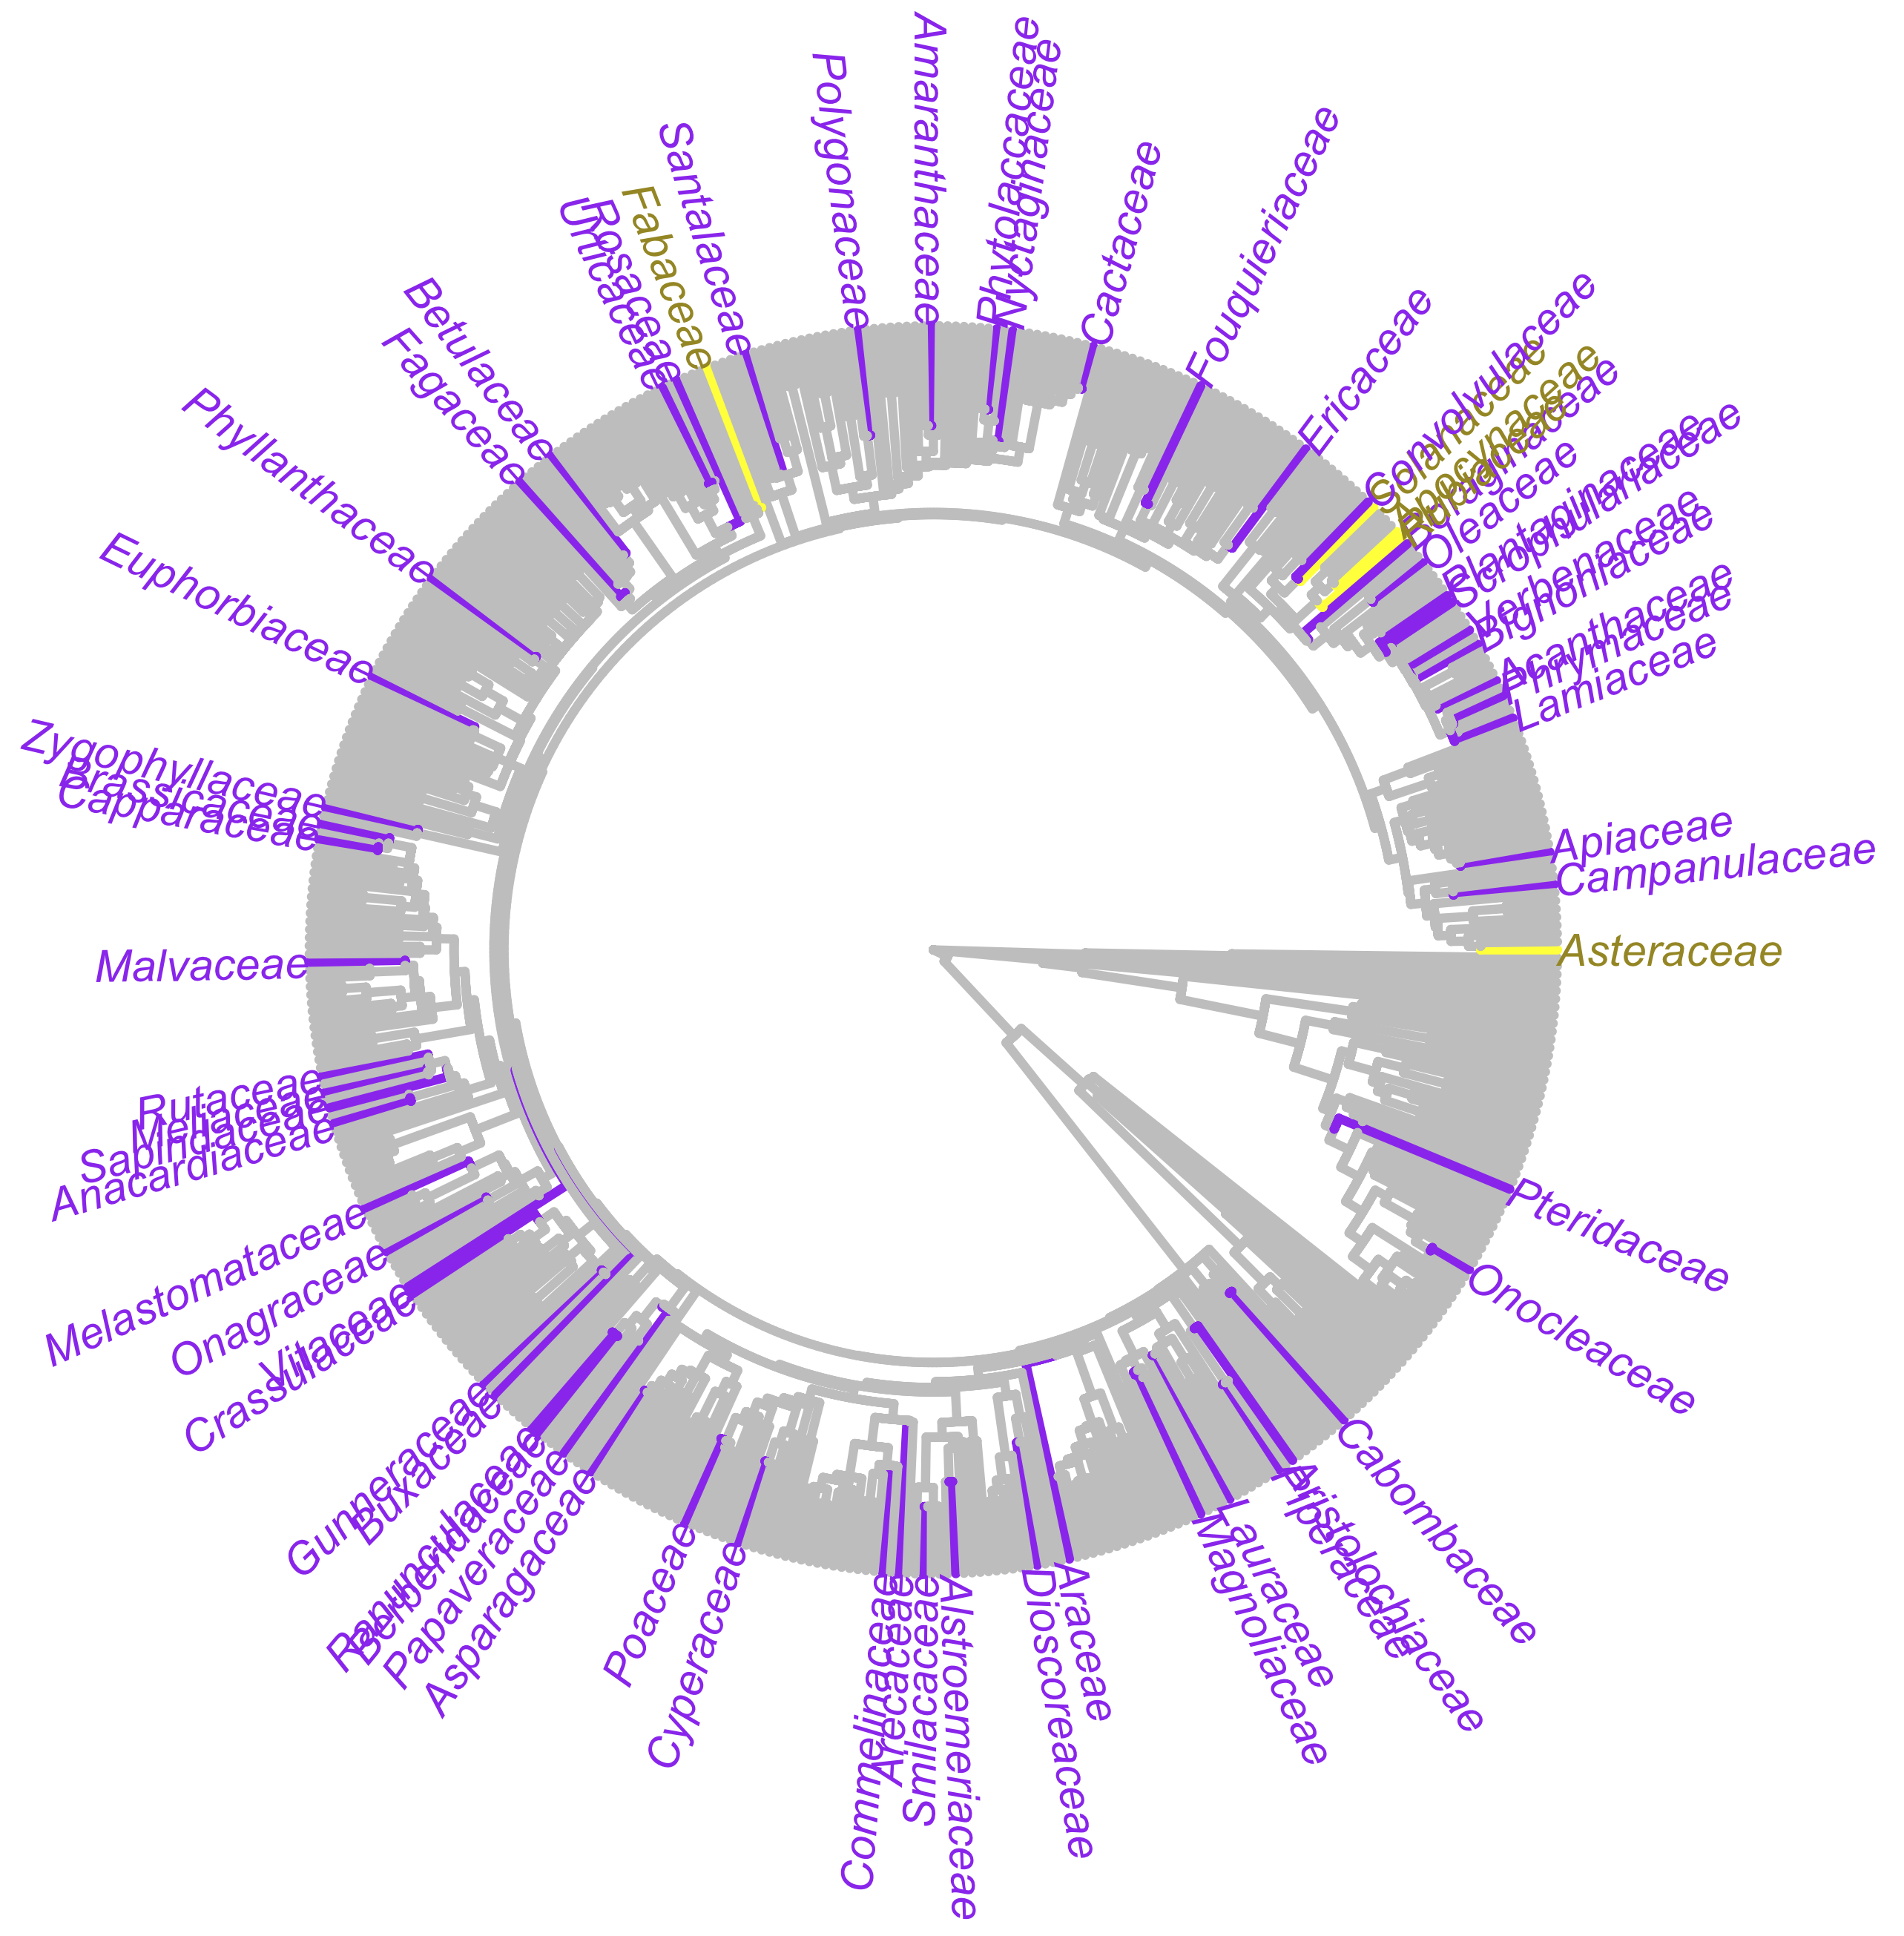 Amaranthaceae
Phytolaccaceae
Nyctaginaceae
Cactaceae
Fouquieriaceae
Ericaceae
Convolvulaceae
Solanaceae
Apocynaceae
Rubiaceae
Boraginaceae
Oleaceae
Plantaginaceae
Scrophulariaceae
Verbenaceae
Bignoniaceae
Acanthaceae
Phrymaceae
Lamiaceae
Apiaceae
Campanulaceae
Asteraceae
Pteridaceae
Onocleaceae
Cabombaceae
Aristolochiaceae
Piperaceae
Lauraceae
Magnoliaceae
Araceae
Dioscoreaceae
Alstroemeriaceae
Smilacaceae
Arecaceae
Commelinaceae
Cyperaceae
Poaceae
Asparagaceae
Papaveraceae
Berberidaceae
Ranunculaceae
Buxaceae
Gunneraceae
Crassulaceae
Vitaceae
Onagraceae
Melastomataceae
Anacardiaceae
Sapindaceae
Meliaceae
Rutaceae
Malvaceae
Capparaceae
Brassicaceae
Zygophyllaceae
Euphorbiaceae
Phyllanthaceae
Fagaceae
Betulaceae
Urticaceae
Rosaceae
Fabaceae
Santalaceae
Polygonaceae